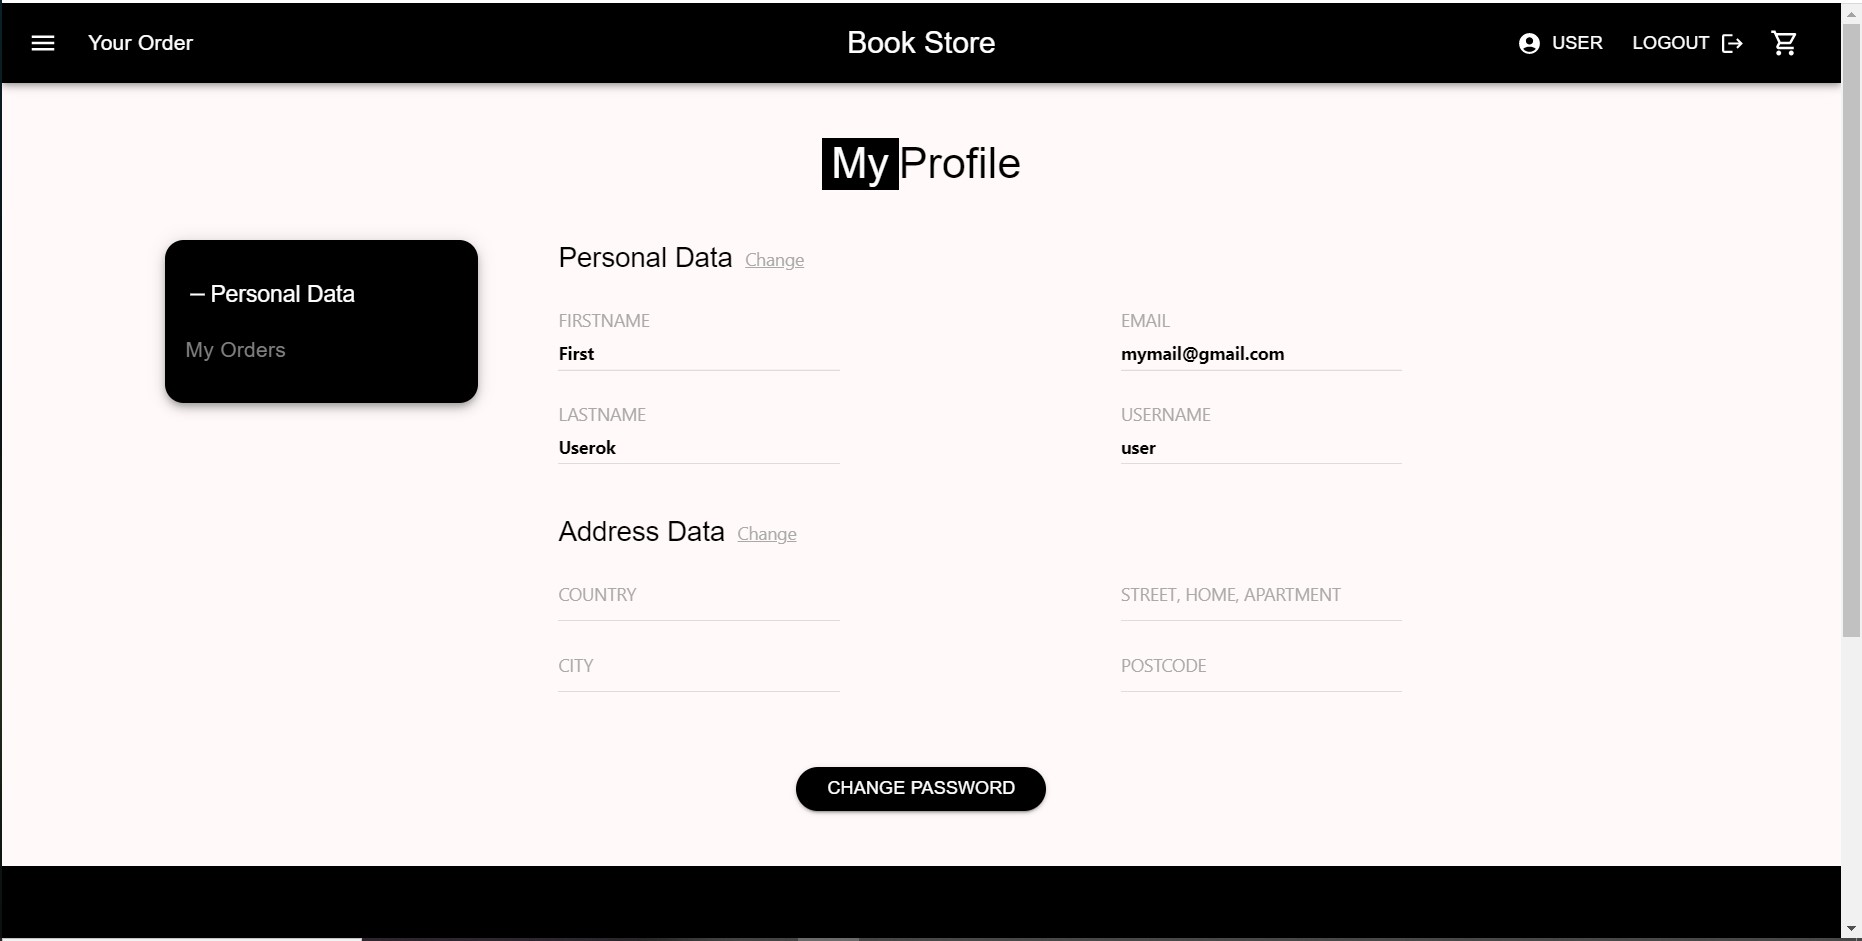 Your Order
Book Store
USER
LOGOUT
My Profile
– Personal Data
My Orders
Personal Data Change
FIRSTNAME
First
EMAIL
mymail@gmail.com
LASTNAME
Userok
USERNAME
user
Address Data Change
COUNTRY
STREET, HOME, APARTMENT
CITY
POSTCODE
CHANGE PASSWORD